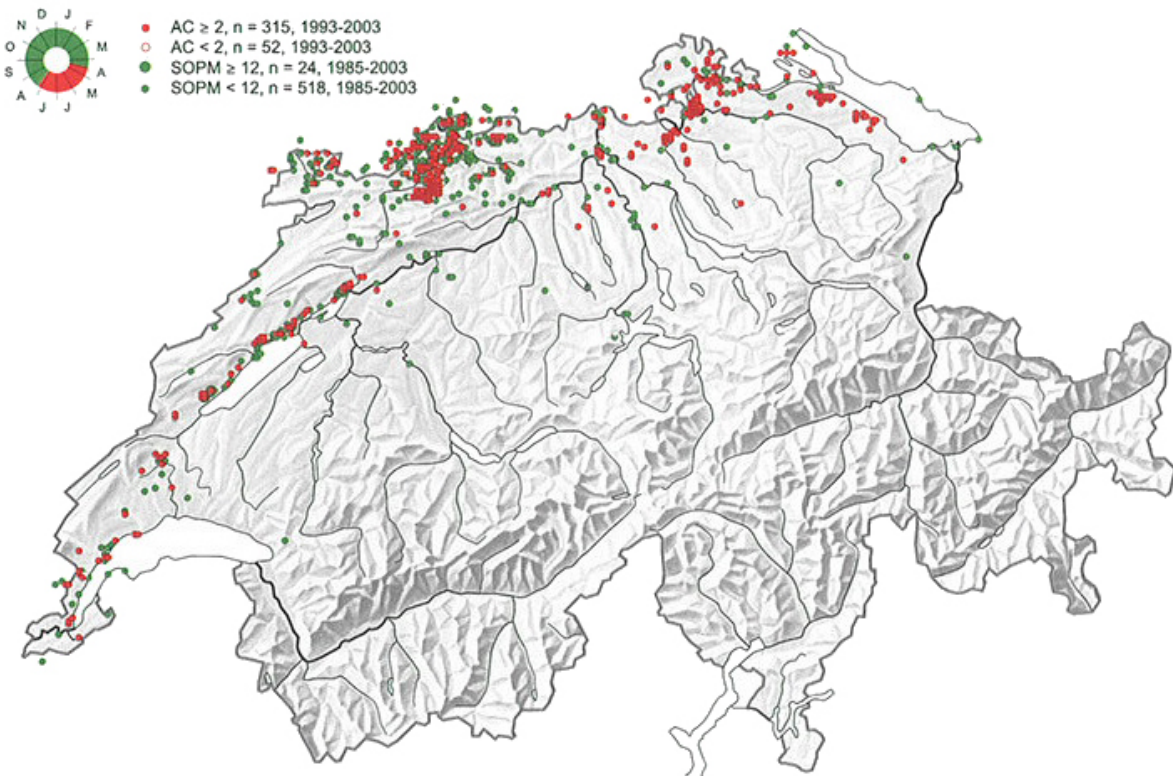 D J
N F
O M
S A
A M
J J
AC ≥ 2, n = 315, 1993-2003
AC < 2, n = 52, 1993-2003
SOPM ≥ 12, n = 24, 1985-2003
SOPM < 12, n = 518, 1985-2003